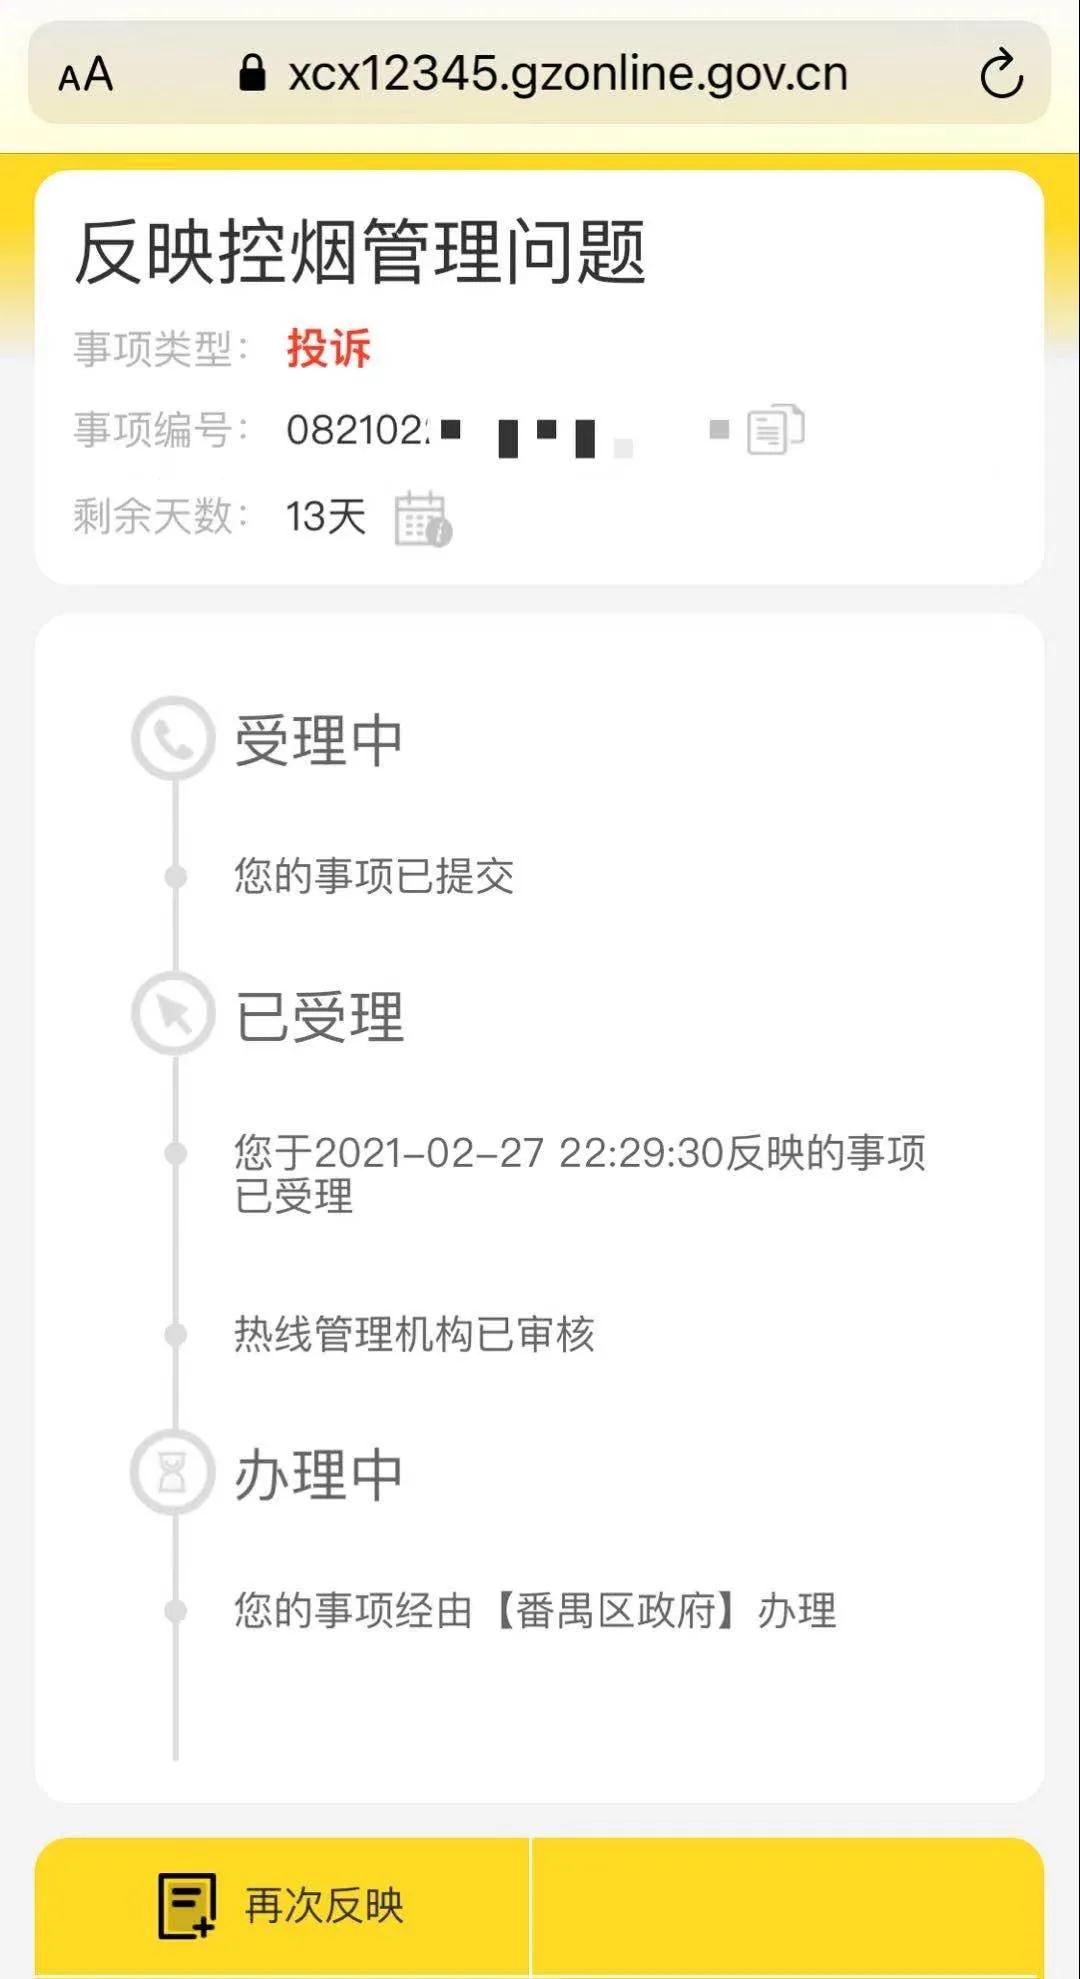 AA
xcx12345.gzonline.gov.cn
反映控烟管理问题
事项类型： 投诉
事项编号： 082102
剩余天数： 13天
受理中
您的事项已提交
已受理
您于2021-02-27 22:29:30反映的事项
已受理
热线管理机构已审核
办理中
您的事项经由【番禺区政府】办理
再次反映